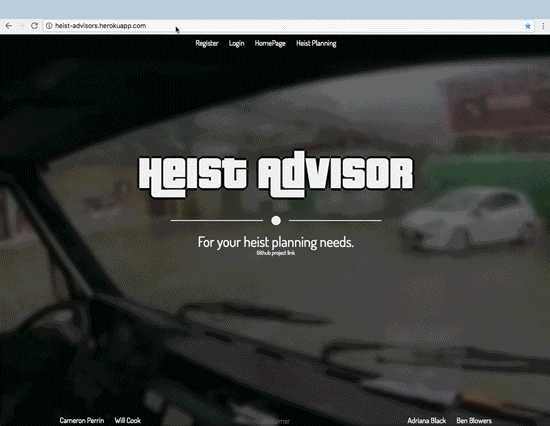 heist-advisors.herokuapp.com
Register Login HomePage Heist Planning
Heist Advisor
For your heist planning needs.
Github project link
Cameron Perrin Will Cook Adriana Black Ben Blowers